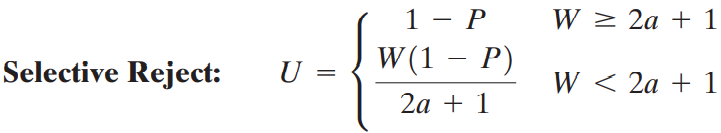 1 − P W ≥ 2a + 1
Selective Reject: U = { W(1 − P)
2a + 1 W < 2a + 1